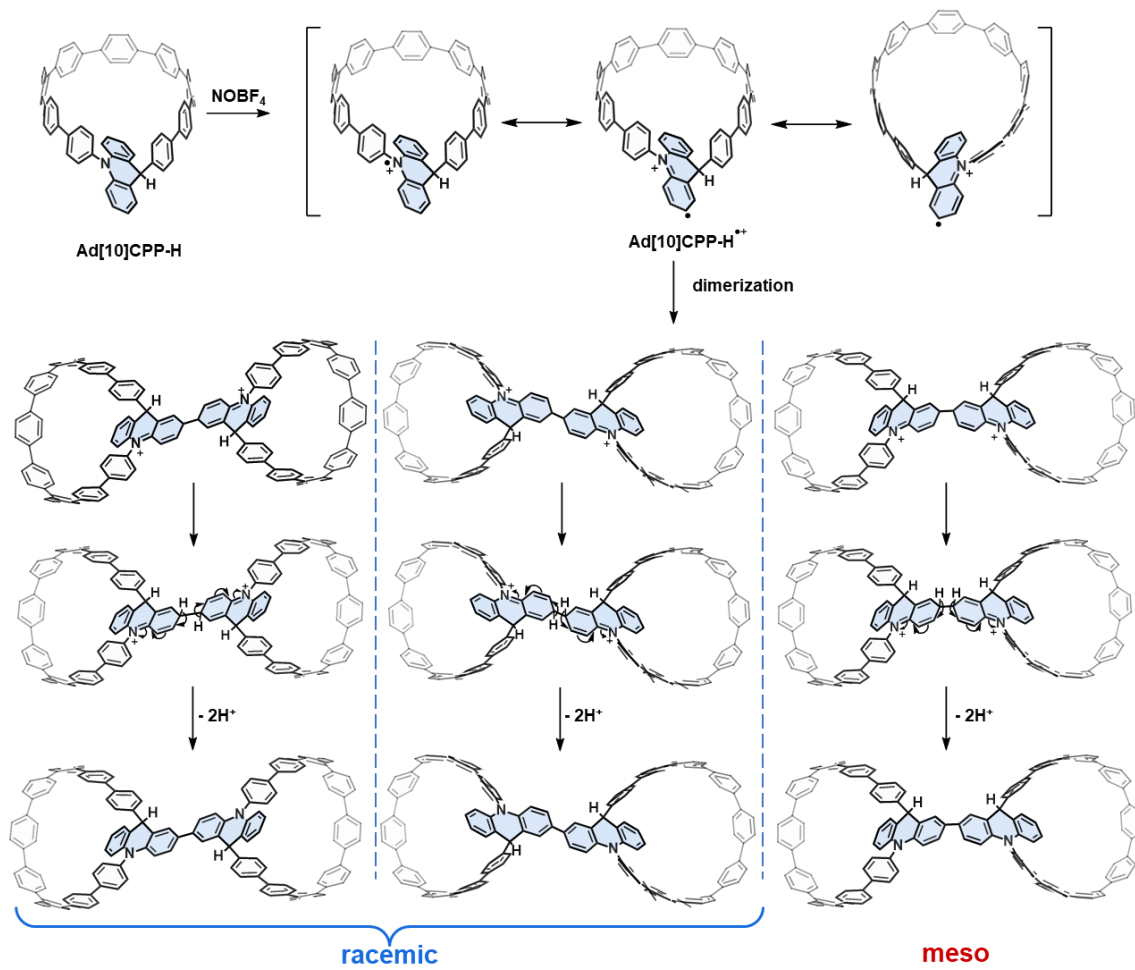 NOBF₄
N
H
N
•+
H
N
+
H
H
N
+
Ad[10]CPP-H
Ad[10]CPP-H•+
dimerization
H
N
+
N
+
H
N
+
H
H
N
+
H
N
+
H
N
+
H
N
+
H
H
N
+
H
N
+
H
H
H
H
N
+
H
N
+
H
H
H
N
+
- 2H⁺
- 2H⁺
- 2H⁺
H
N
N
H
N
H
H
N
H
N
H
N
racemic
meso